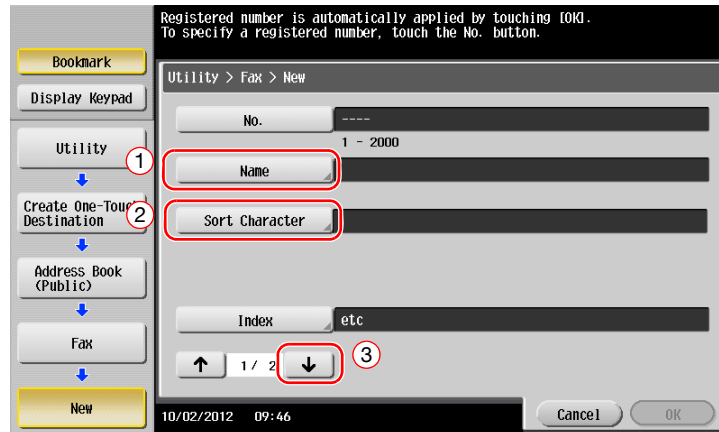 Registered number is automatically applied by touching [OK].
To specify a registered number, touch the No. button.
Bookmark
Display Keypad
Utility
Create One-Touch
Destination
Address Book
(Public)
Fax
New
Utility > Fax > New
No.
----
1 - 2000
1
Name
2
Sort Character
Index
etc
↑
1/ 2
↓
3
10/02/2012 09:46
Cancel
OK